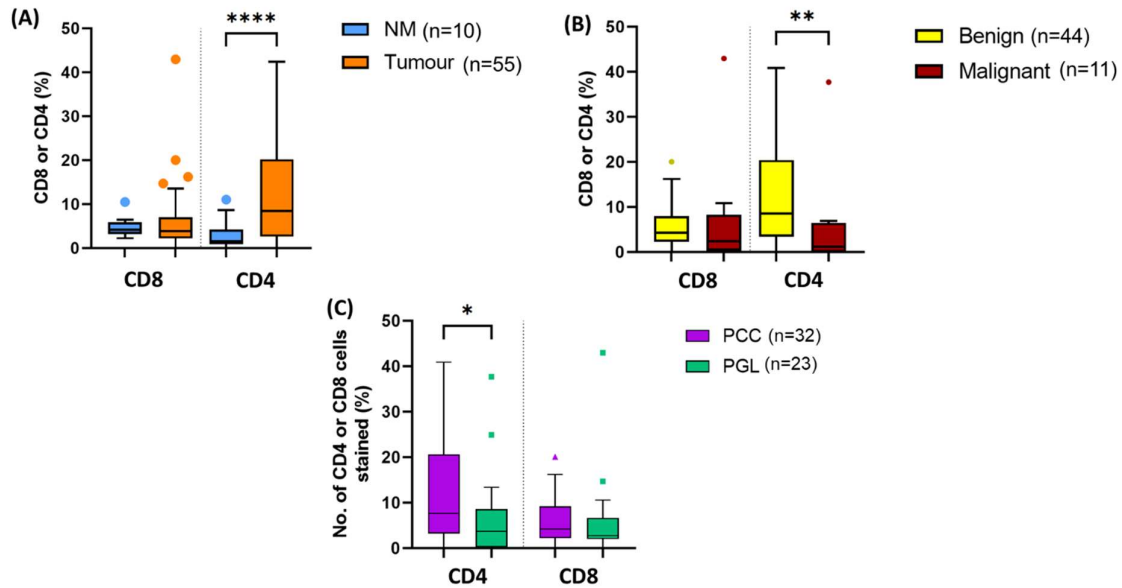 (A)
CD8 or CD4 (%)
50
40
30
20
10
0
****
CD8
CD4
NM (n=10)
Tumour (n=55)
(B)
CD8 or CD4 (%)
50
40
30
20
10
0
**
CD8
CD4
Benign (n=44)
Malignant (n=11)
(C)
No. of CD4 or CD8 cells
stained (%)
50
40
30
20
10
0
*
CD4
CD8
PCC (n=32)
PGL (n=23)